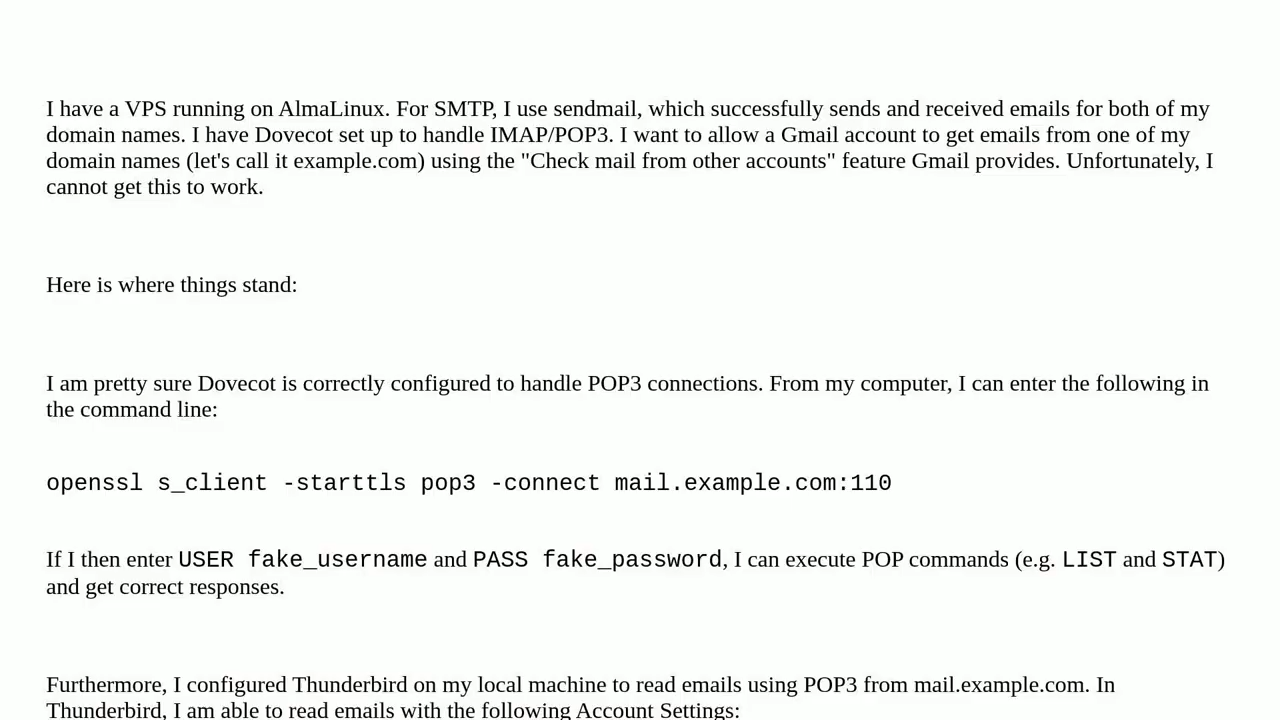 I have a VPS running on AlmaLinux. For SMTP, I use sendmail, which successfully sends and received emails for both of my
domain names. I have Dovecot set up to handle IMAP/POP3. I want to allow a Gmail account to get emails from one of my
domain names (let's call it example.com) using the "Check mail from other accounts" feature Gmail provides. Unfortunately, I
cannot get this to work.
Here is where things stand:
I am pretty sure Dovecot is correctly configured to handle POP3 connections. From my computer, I can enter the following in
the command line:
openssl s_client -starttls pop3 -connect mail.example.com:110
If I then enter USER fake_username and PASS fake_password, I can execute POP commands (e.g. LIST and STAT)
and get correct responses.
Furthermore, I configured Thunderbird on my local machine to read emails using POP3 from mail.example.com. In
Thunderbird, I am able to read emails with the following Account Settings: